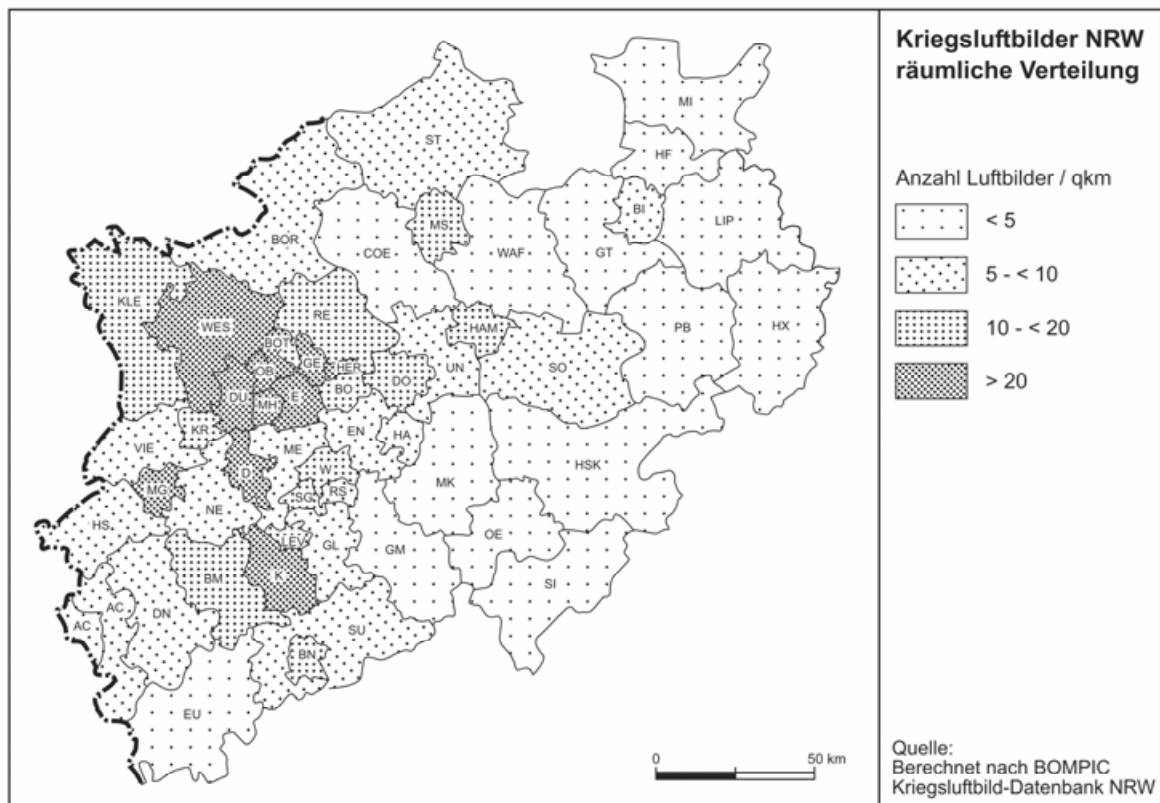 Kriegsluftbilder NRW
räumliche Verteilung
Anzahl Luftbilder / qkm
< 5
5 - < 10
10 - < 20
> 20
Quelle:
Berechnet nach BOMPIC
Kriegsluftbild-Datenbank NRW
MI
ST
HF
BI
LIP
MS
BOR
COE
WAF
GT
KLE
WES
RE
HAM
PB
HX
BOT
OB
GE
HER
UN
SO
DU
MH
E
BO
DO
KR
VIE
ME
EN
HA
HSK
D
W
MG
SG
RS
MK
NE
HS
LEV
GL
GM
OE
BM
K
SI
AC
AC
DN
SU
BN
EU
0
50 km